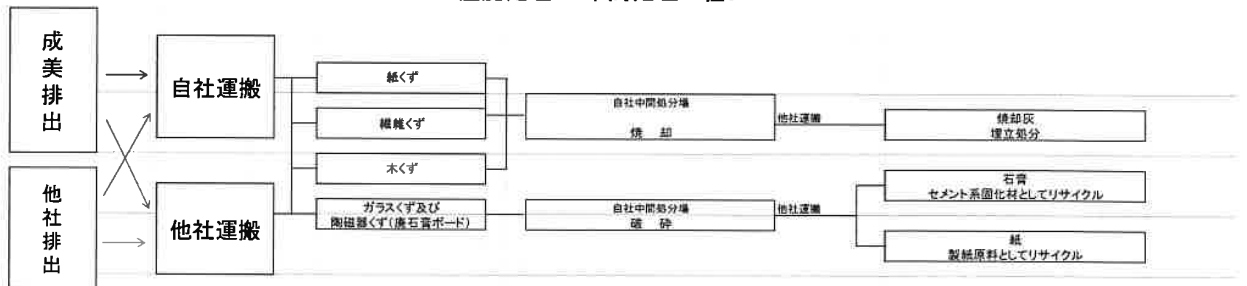 成美排出
自社運搬
紙くず
繊維くず
木くず
自社中間処分場
焼 却
他社運搬
焼却灰
埋立処分
他社排出
他社運搬
ガラスくず及び
陶磁器くず(廃石膏ボード)
自社中間処分場
破 砕
他社運搬
石膏
セメント系固化材としてリサイクル
紙
製紙原料としてリサイクル